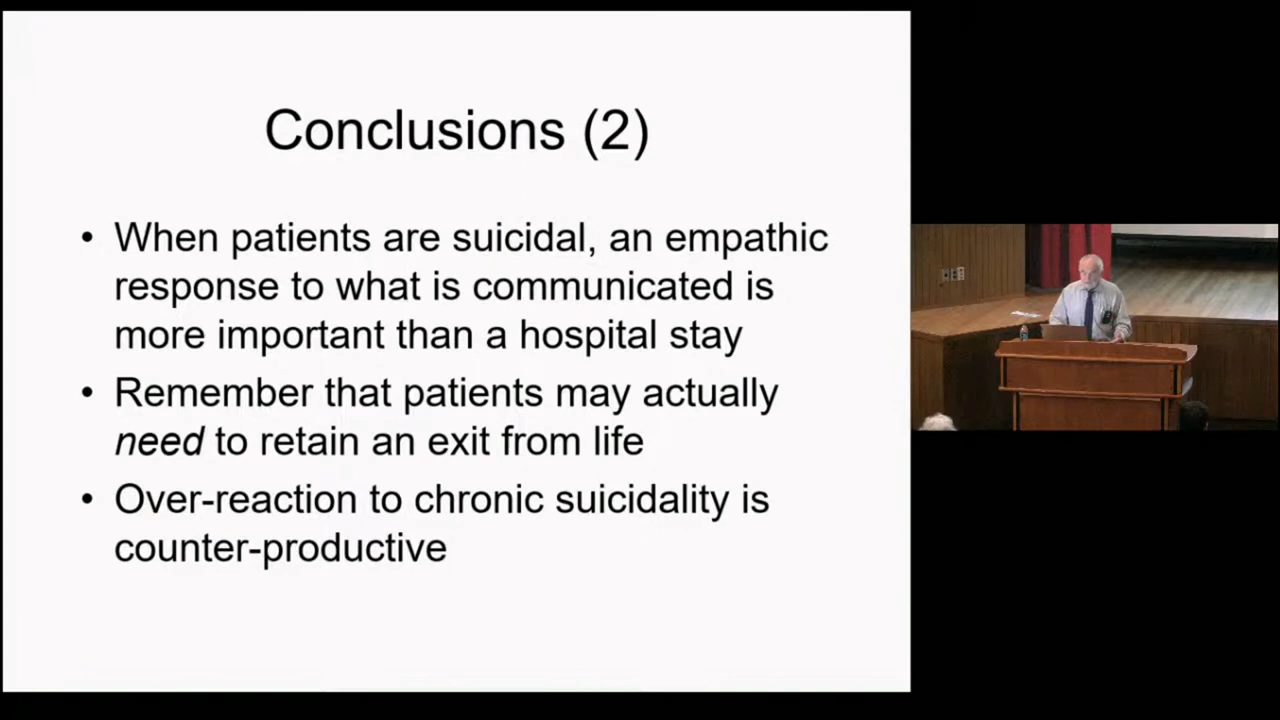 Conclusions (2)
• When patients are suicidal, an empathic
response to what is communicated is
more important than a hospital stay
• Remember that patients may actually
need to retain an exit from life
• Over-reaction to chronic suicidality is
counter-productive